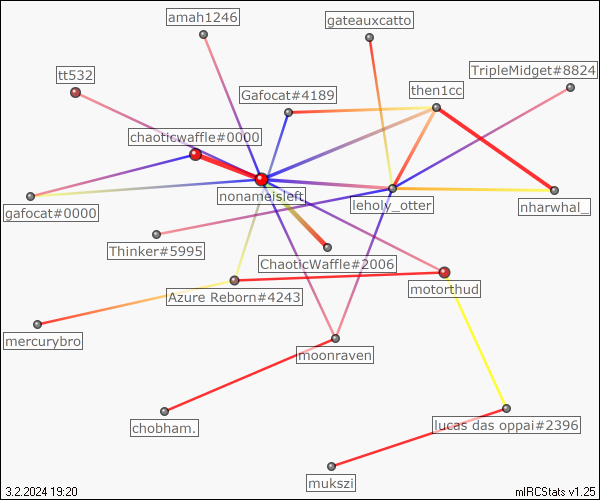 amah1246
gateauxcatto
tt532
TripleMidget#8824
Gafocat#4189
then1cc
chaoticwaffle#0000
nonameisleft
leholy_otter
nharwhal_
gafocat#0000
Thinker#5995
ChaoticWaffle#2006
Azure Reborn#4243
motorthud
mercurybro
moonraven
chobham.
lucas das oppai#2396
mukszi
3.2.2024 19:20
mIRCStats v1.25